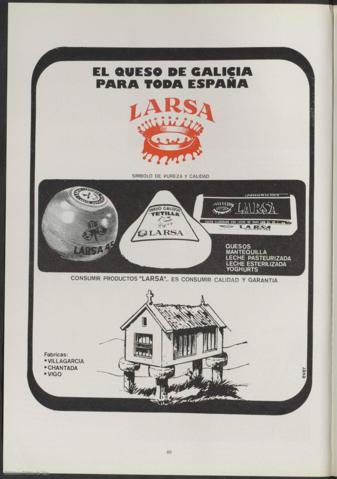 EL QUESO DE GALICIA
PARA TODA ESPAÑA
LARSA
SIMBOLO DE PUREZA Y CALIDAD
LARSA
TETILLA
LARSA
LARSA
LARSA
QUESOS
MANTEQUILLA
LECHE PASTEURIZADA
LECHE ESTERILIZADA
YOGHURTS
CONSUMIR PRODUCTOS "LARSA", ES CONSUMIR CALIDAD Y GARANTIA
Fabricas:
• VILLAGARCIA
• CHANTADA
• VIGO